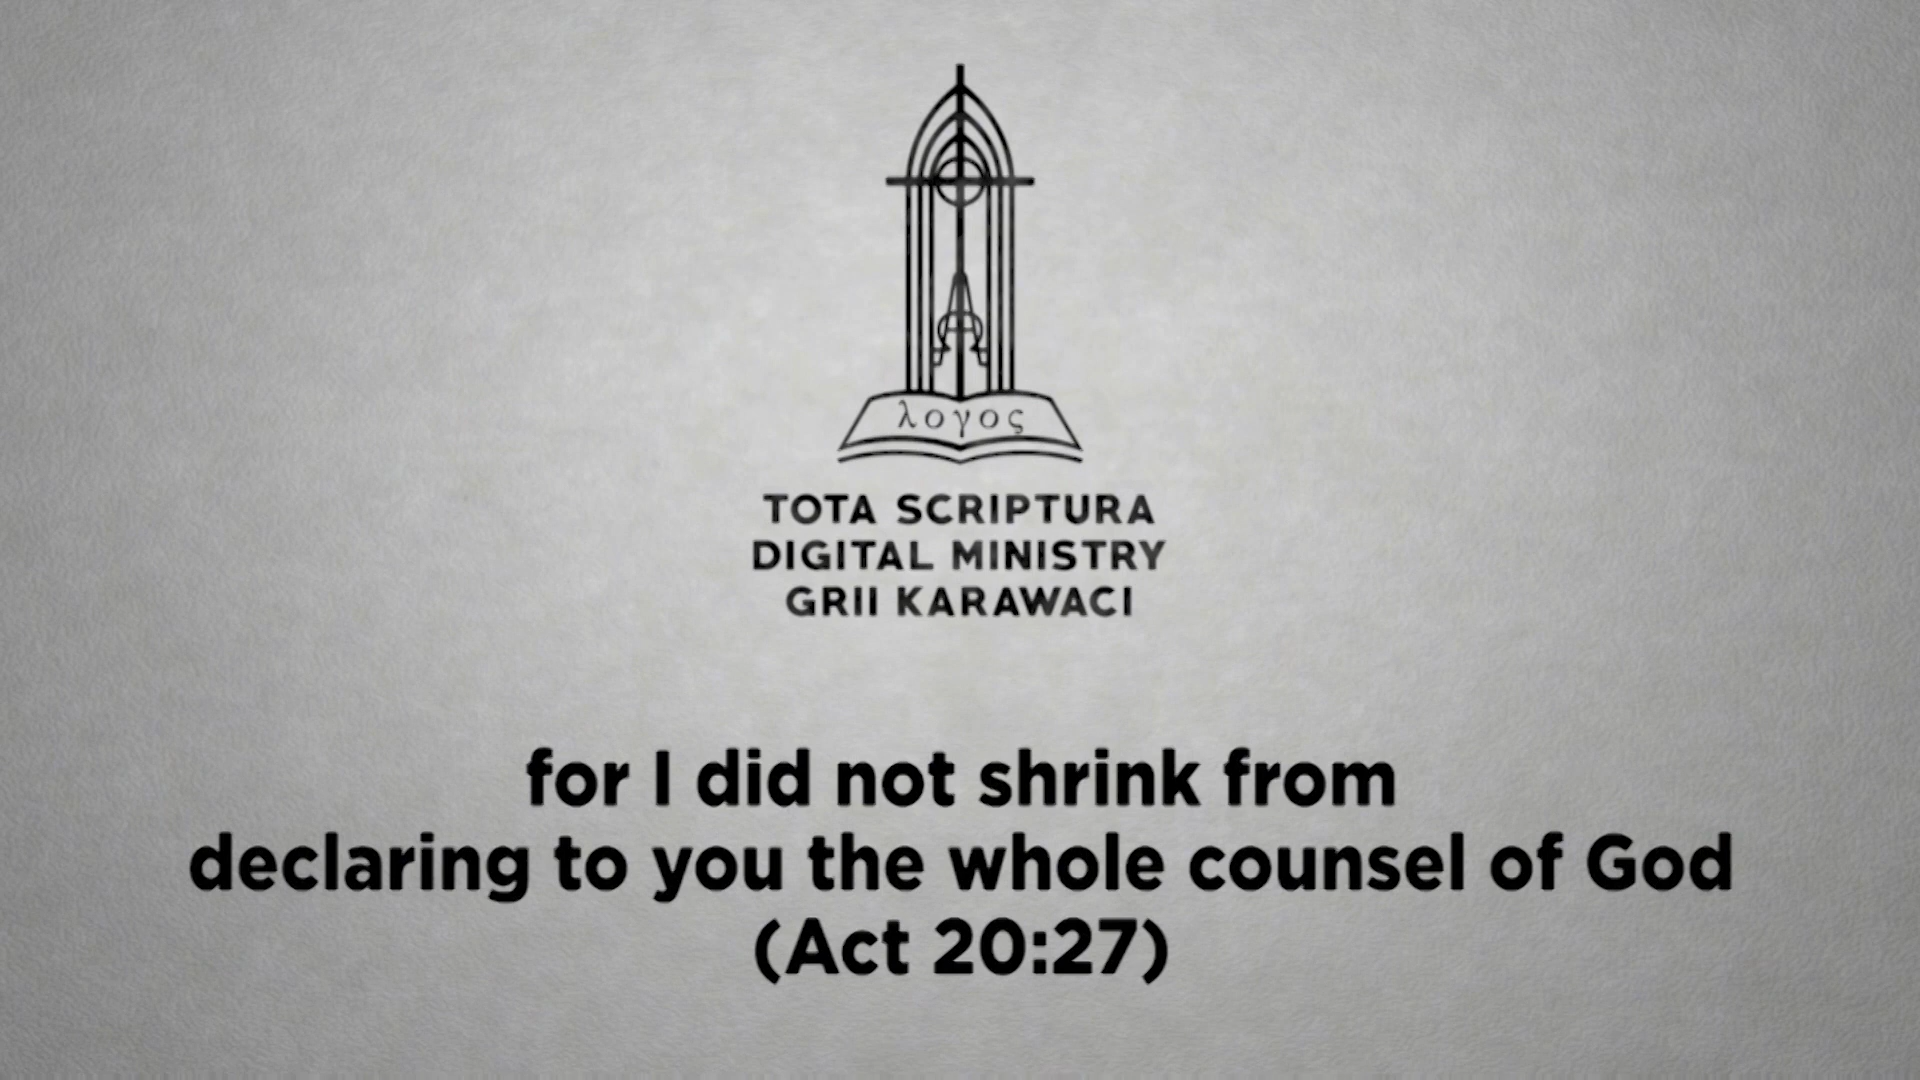 λογος
TOTA SCRIPTURA
DIGITAL MINISTRY
GRII KARAWACI
for I did not shrink from
declaring to you the whole counsel of God
(Act 20:27)